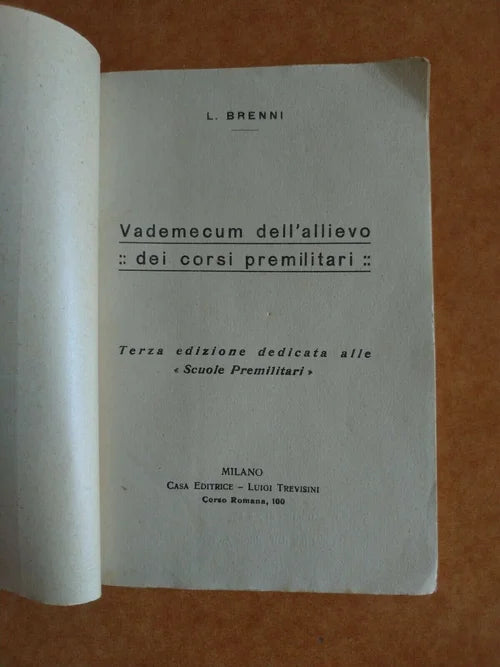 L. BRENNI
Vademecum dell'allievo
:: dei corsi premilitari ::
Terza edizione dedicata alle
« Scuole Premilitari »
MILANO
CASA EDITRICE - LUIGI TREVISINI
Corso Romana, 100